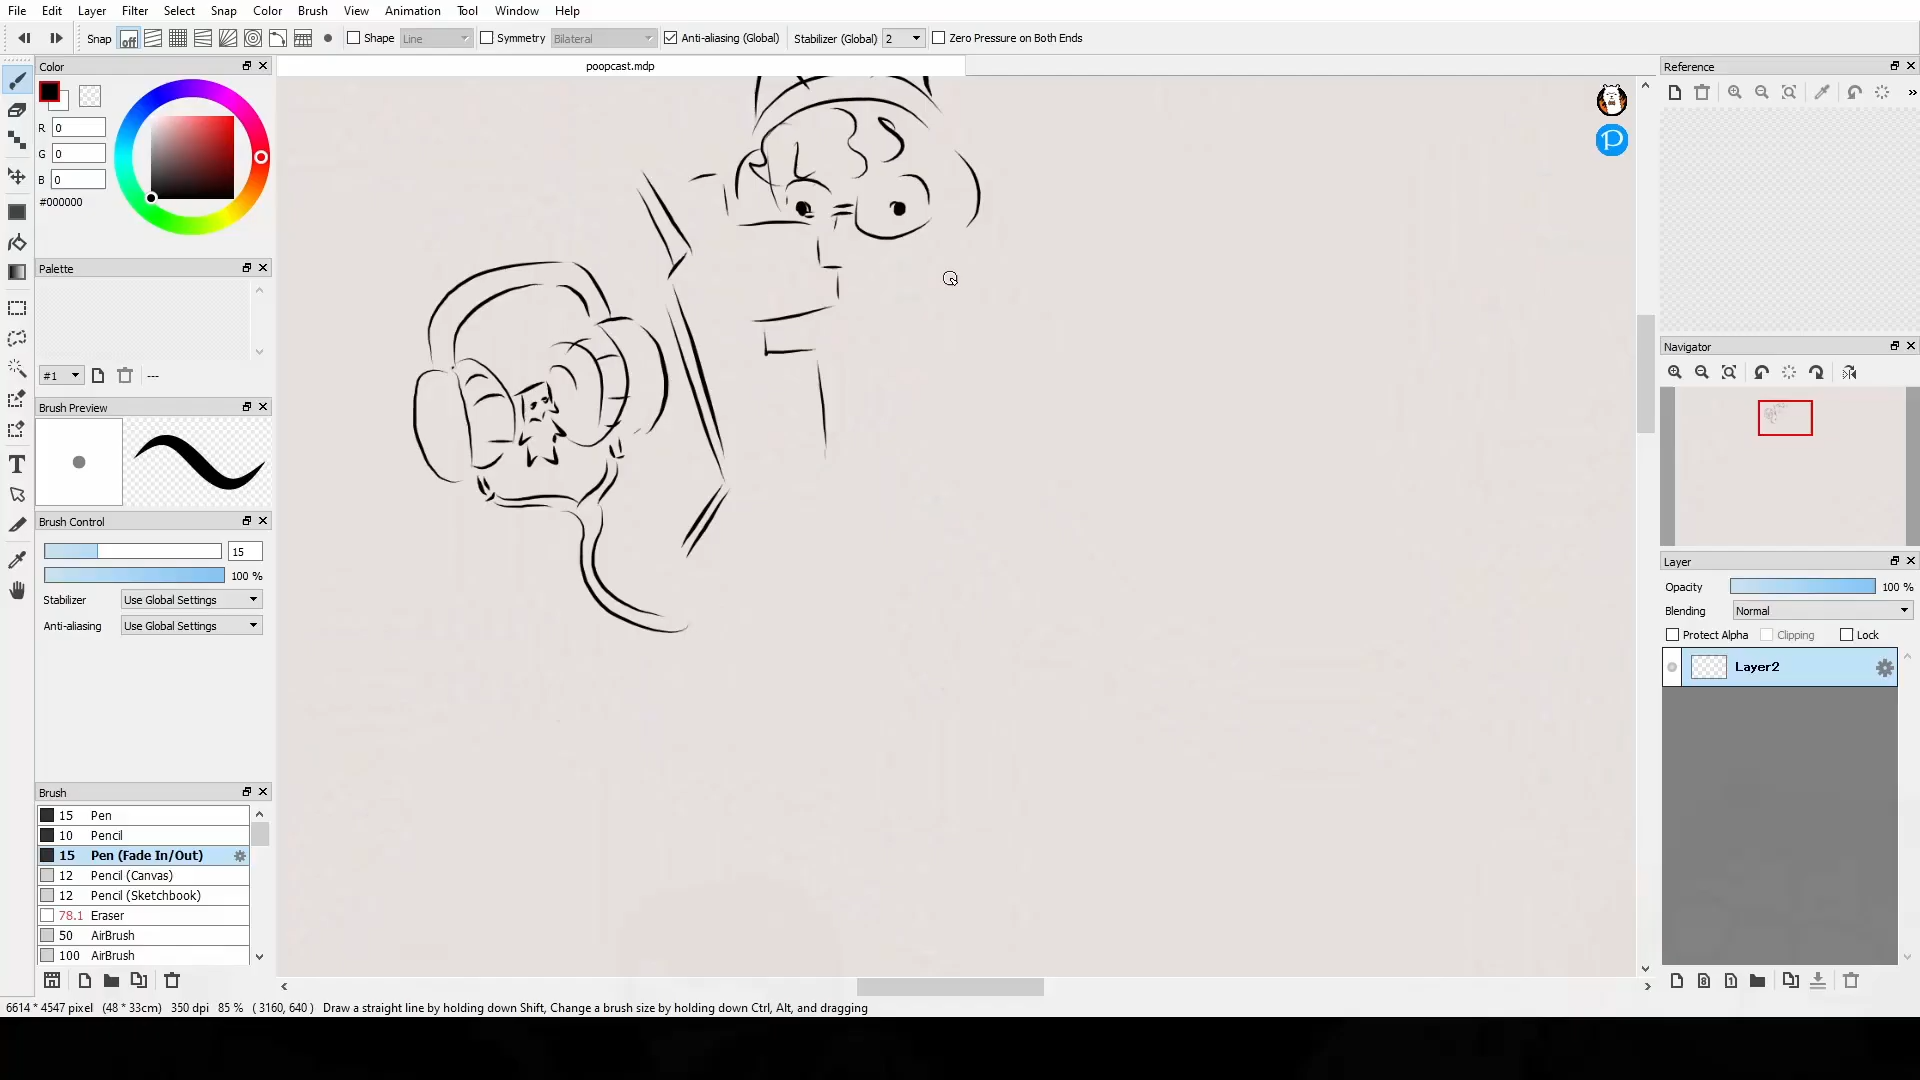 File Edit Layer Filter Select Snap Color Brush View Animation Tool Window Help
Snap off Shape Line Symmetry Bilateral Anti-aliasing (Global) Stabilizer (Global) 2 Zero Pressure on Both Ends
Color
poopcast.mdp
Reference
R 0
G 0
B 0
#000000
Palette
#1 ---
Navigator
Brush Preview
Brush Control
15
100 %
Stabilizer Use Global Settings
Anti-aliasing Use Global Settings
Layer
Opacity 100 %
Blending Normal
Protect Alpha Clipping Lock
Layer2
Brush
15 Pen
10 Pencil
15 Pen (Fade In/Out)
12 Pencil (Canvas)
12 Pencil (Sketchbook)
78.1 Eraser
50 AirBrush
100 AirBrush
6614 * 4547 pixel (48 * 33cm) 350 dpi 85 % ( 3160, 640 ) Draw a straight line by holding down Shift, Change a brush size by holding down Ctrl, Alt, and dragging